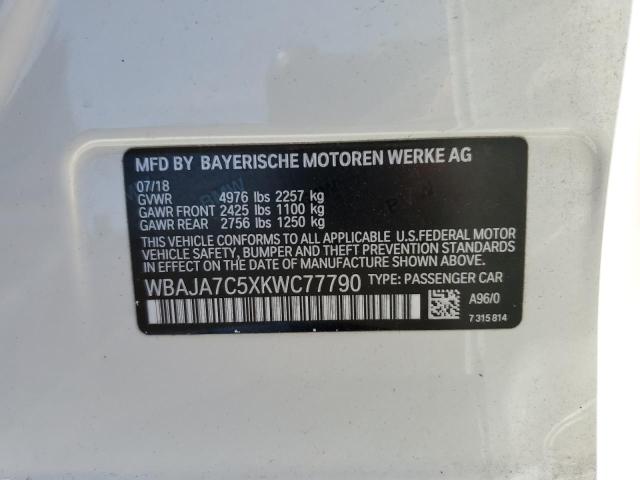 MFD BY BAYERISCHE MOTOREN WERKE AG
07/18
GVWR 4976 lbs 2257 kg
GAWR FRONT 2425 lbs 1100 kg
GAWR REAR 2756 lbs 1250 kg
THIS VEHICLE CONFORMS TO ALL APPLICABLE U.S.FEDERAL MOTOR
VEHICLE SAFETY, BUMPER AND THEFT PREVENTION STANDARDS
IN EFFECT ON THE DATE OF MANUFACTURE SHOWN ABOVE.
WBAJA7C5XKWC77790 TYPE: PASSENGER CAR
A96/0
7 315 814